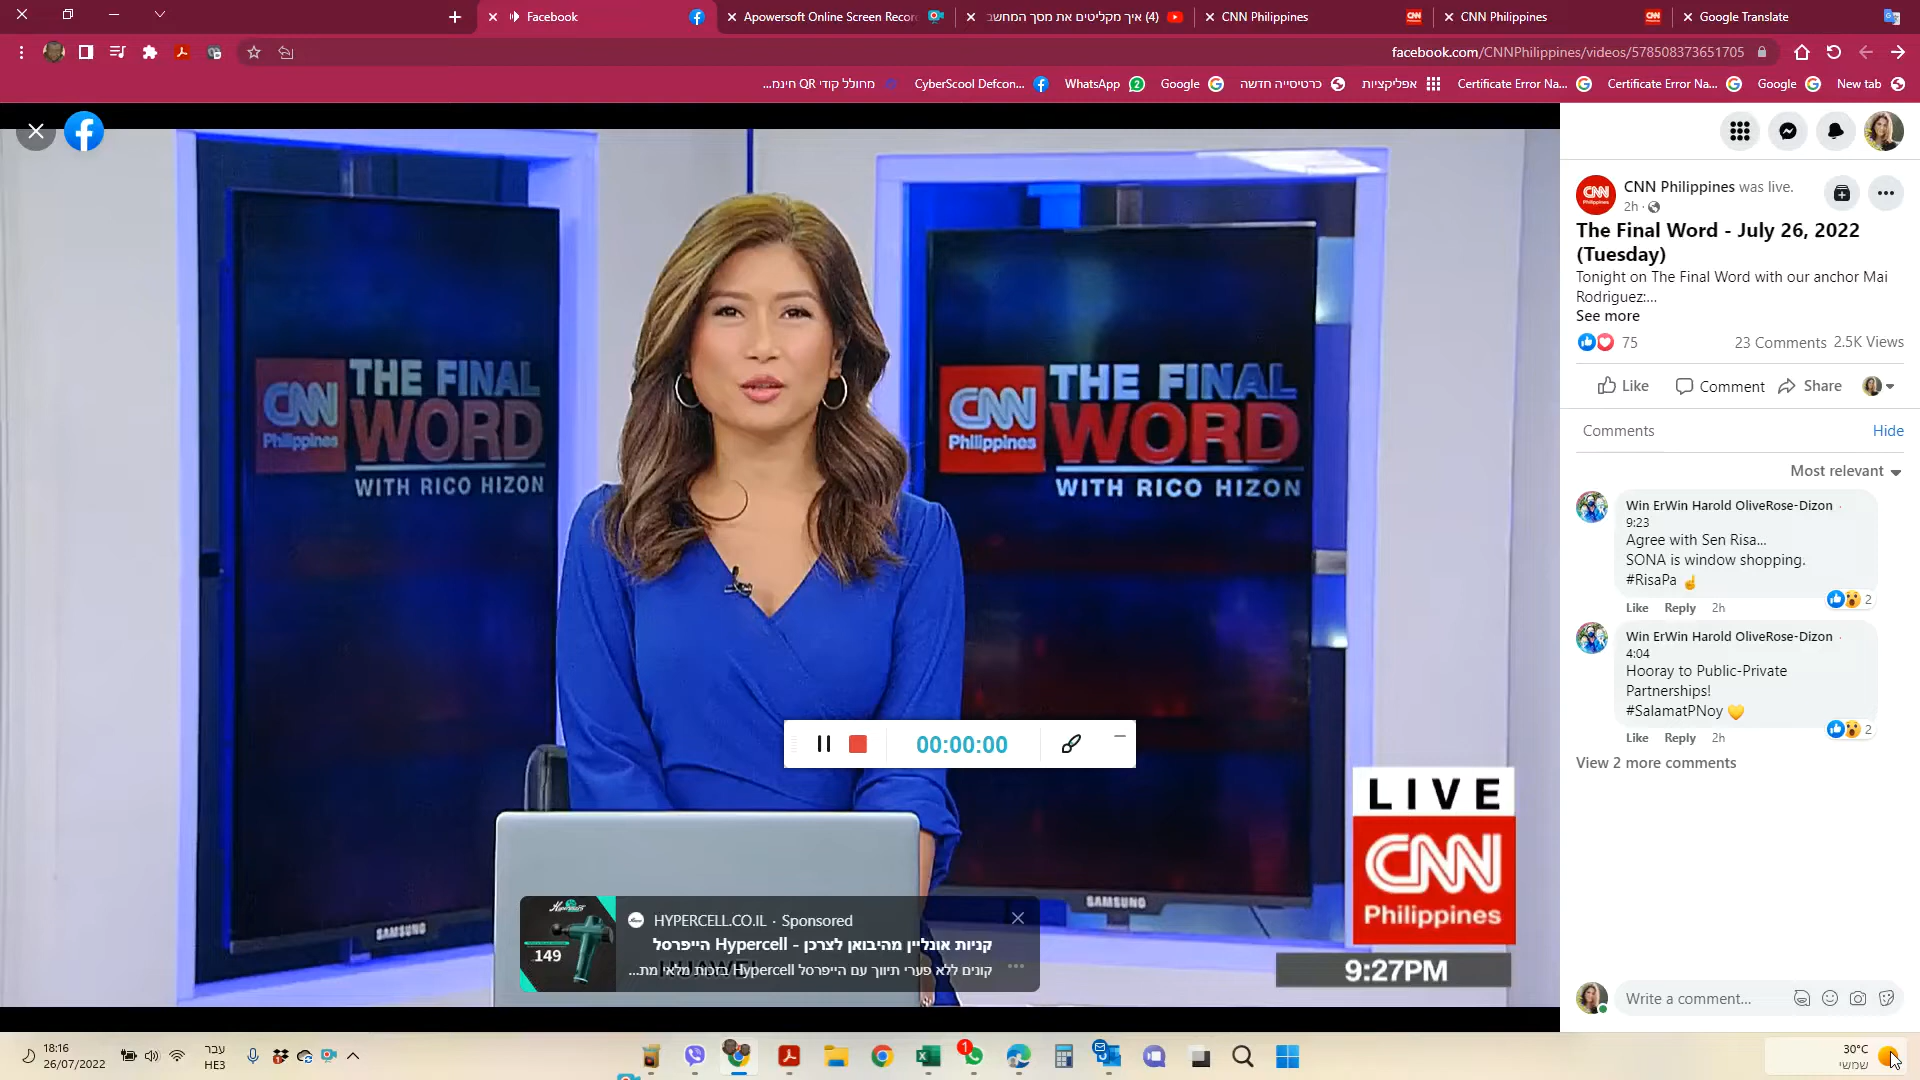 Facebook
Apowersoft Online Screen Recor
(4) איך מקליטים את מסך המחשב
CNN Philippines
CNN Philippines
Google Translate
facebook.com/CNNPhilippines/videos/578508373651705
מחולל קודי QR חינמ...
CyberScool Defcon...
WhatsApp
Google
כרטיסייה חדשה
אפליקציות
Certificate Error Na...
Certificate Error Na...
Google
New tab
CNN Philippines was live.
2h ·
The Final Word - July 26, 2022
(Tuesday)
Tonight on The Final Word with our anchor Mai
Rodriguez:...
See more
75
23 Comments 2.5K Views
Like Comment Share
Comments Hide
Most relevant
Win ErWin Harold OliveRose-Dizon ·
9:23
Agree with Sen Risa...
SONA is window shopping.
#RisaPa
2
Like Reply 2h
Win ErWin Harold OliveRose-Dizon ·
4:04
Hooray to Public-Private
Partnerships!
#SalamatPNoy
2
Like Reply 2h
View 2 more comments
Write a comment...
CNN
Philippines
THE FINAL
WORD
WITH RICO HIZON
SAMSUNG
CNN
Philippines
THE FINAL
WORD
WITH RICO HIZON
SAMSUNG
00:00:00
LIVE
CNN
Philippines
9:27PM
HUAWEI
149
HYPERCELL.CO.IL · Sponsored
קניות אונליין מהיבואן לצרכן - Hypercell הייפרסל
קונים ללא פערי תיווך עם הייפרסל Hypercell בזכות מלאי מת...
18:16
26/07/2022
עבר
HE3
1
30°C
שמשי